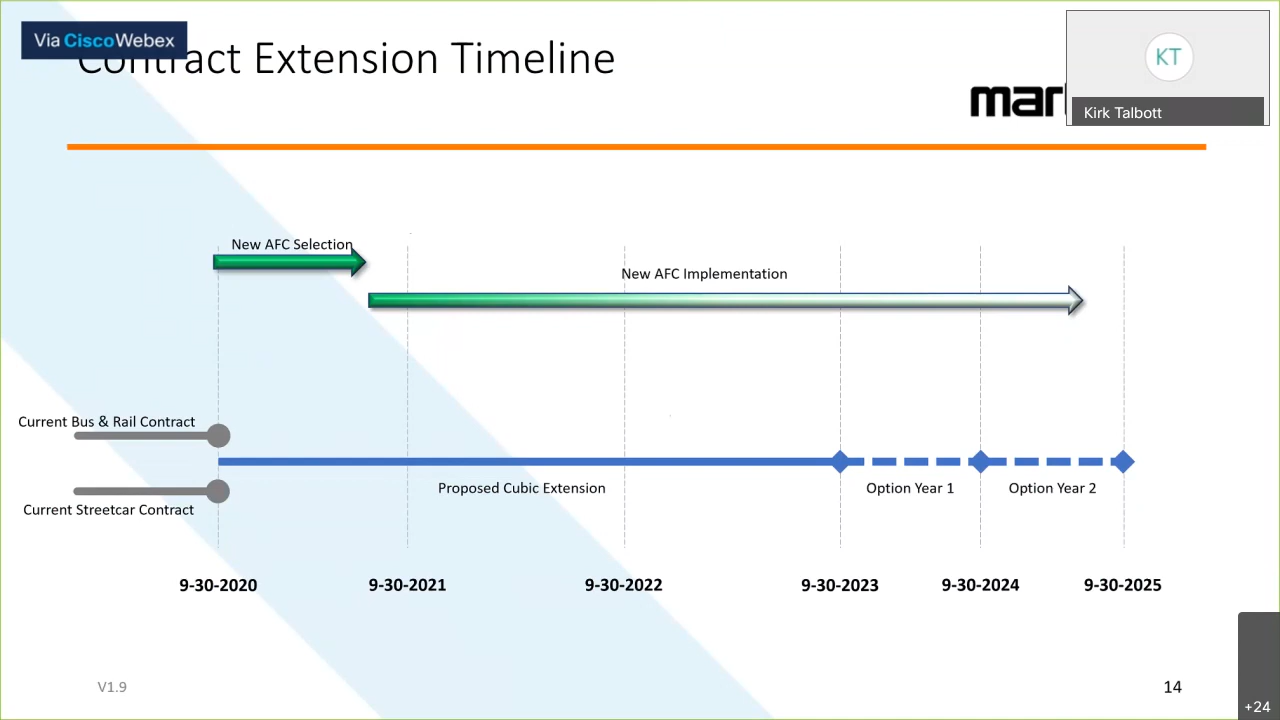 Via Cisco Webex
Contract Extension Timeline
KT
Kirk Talbott
New AFC Selection
New AFC Implementation
Current Bus & Rail Contract
Proposed Cubic Extension
Option Year 1
Option Year 2
Current Streetcar Contract
9-30-2020
9-30-2021
9-30-2022
9-30-2023
9-30-2024
9-30-2025
V1.9
14
+24